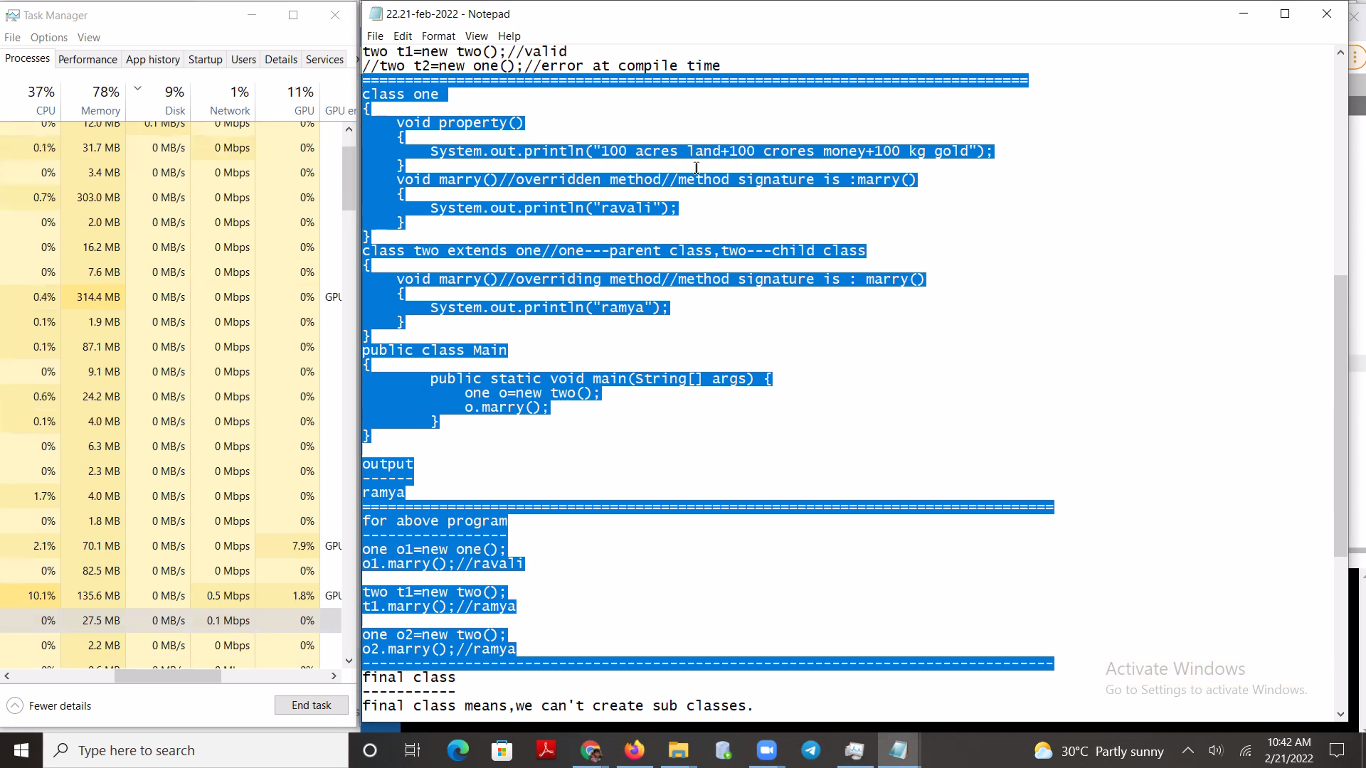 Task Manager
File Options View
Processes Performance App history Startup Users Details Services
37% 78% 9% 1% 11%
CPU Memory Disk Network GPU GPU er
0% 12.0 MB 0.1 MB/s 0 Mbps 0%
0.1% 31.7 MB 0 MB/s 0 Mbps 0%
0% 3.4 MB 0 MB/s 0 Mbps 0%
0.7% 303.0 MB 0 MB/s 0 Mbps 0%
0% 2.0 MB 0 MB/s 0 Mbps 0%
0% 16.2 MB 0 MB/s 0 Mbps 0%
0% 7.6 MB 0 MB/s 0 Mbps 0%
0.4% 314.4 MB 0 MB/s 0 Mbps 0% GPU
0.1% 1.9 MB 0 MB/s 0 Mbps 0%
0.1% 87.1 MB 0 MB/s 0 Mbps 0%
0% 9.1 MB 0 MB/s 0 Mbps 0%
0.6% 24.2 MB 0 MB/s 0 Mbps 0%
0.1% 4.0 MB 0 MB/s 0 Mbps 0%
0% 6.3 MB 0 MB/s 0 Mbps 0%
0% 2.3 MB 0 MB/s 0 Mbps 0%
1.7% 4.0 MB 0 MB/s 0 Mbps 0%
0% 1.8 MB 0 MB/s 0 Mbps 0%
2.1% 70.1 MB 0 MB/s 0 Mbps 7.9% GPU
0% 82.5 MB 0 MB/s 0 Mbps 0%
10.1% 135.6 MB 0 MB/s 0.5 Mbps 1.8% GPU
0% 27.5 MB 0 MB/s 0.1 Mbps 0%
0% 2.2 MB 0 MB/s 0 Mbps 0%
Fewer details End task
22.21-feb-2022 - Notepad
File Edit Format View Help
two t1=new two();//valid
//two t2=new one();//error at compile time
==============================================================================
class one
{
void property()
{
System.out.println("100 acres land+100 crores money+100 kg gold");
}
void marry()//overridden method//method signature is :marry()
{
System.out.println("ravali");
}
}
class two extends one//one---parent class,two---child class
{
void marry()//overriding method//method signature is : marry()
{
System.out.println("ramya");
}
}
public class Main
{
public static void main(String[] args) {
one o=new two();
o.marry();
}
}
output
------
ramya
=================================================================================
for above program
-----------------
one o1=new one();
o1.marry();//ravali
two t1=new two();
t1.marry();//ramya
one o2=new two();
o2.marry();//ramya
---------------------------------------------------------------------------------
final class
-----------
final class means,we can't create sub classes.
Activate Windows
Go to Settings to activate Windows.
Type here to search
30°C Partly sunny
10:42 AM
2/21/2022